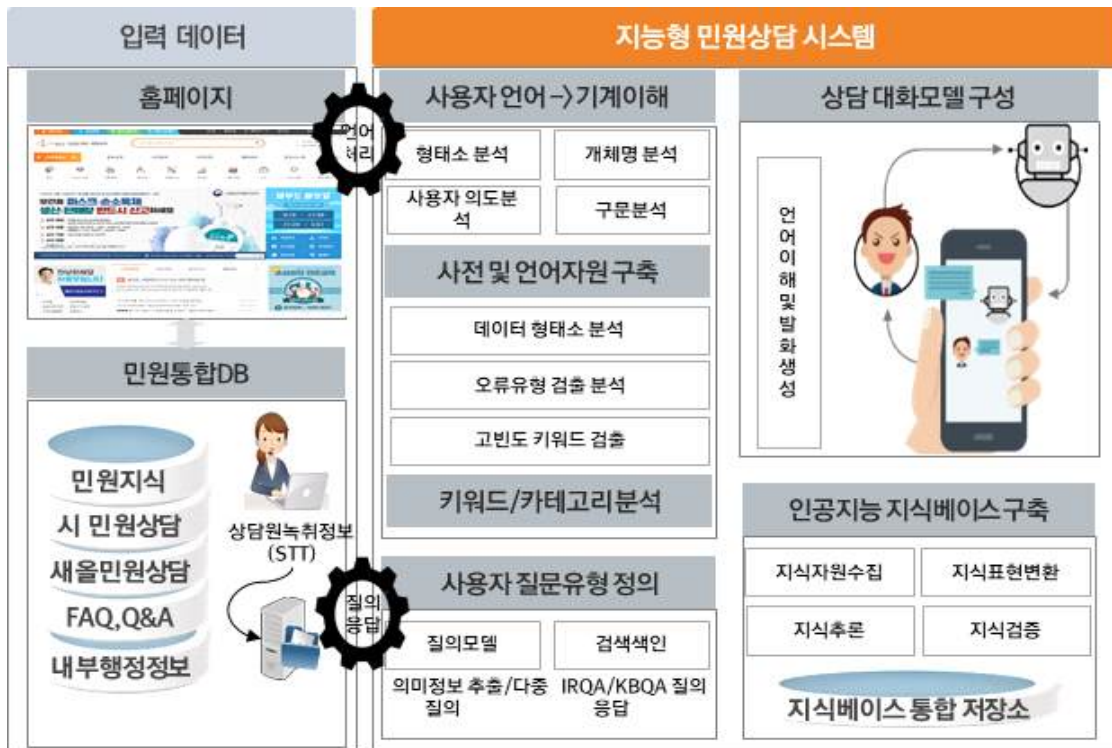 입력 데이터
지능형 민원상담 시스템
홈페이지
언어
처리
민원통합DB
민원지식
시 민원상담
새올민원상담
FAQ,Q&A
내부행정정보
상담원녹취정보
(STT)
질의
응답
사용자 언어->기계이해
형태소 분석
개체명 분석
사용자 의도분
석
구문분석
사전 및 언어자원 구축
데이터 형태소 분석
오류유형 검출 분석
고빈도 키워드 검출
키워드/카테고리분석
사용자 질문유형 정의
질의모델
검색색인
의미정보 추출/다중
질의
IRQA/KBQA 질의
응답
상담 대화모델 구성
언어이해및발화생성
인공지능 지식베이스 구축
지식자원수집
지식표현변환
지식추론
지식검증
지식베이스 통합 저장소